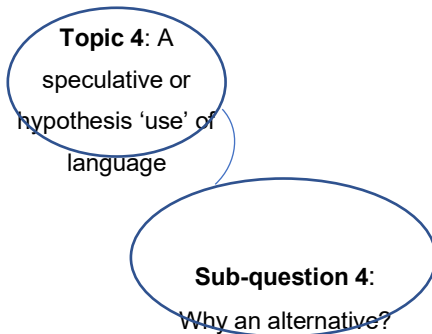 Topic 4: A
speculative or
hypothesis ‘use’ of
language
Sub-question 4:
Why an alternative?